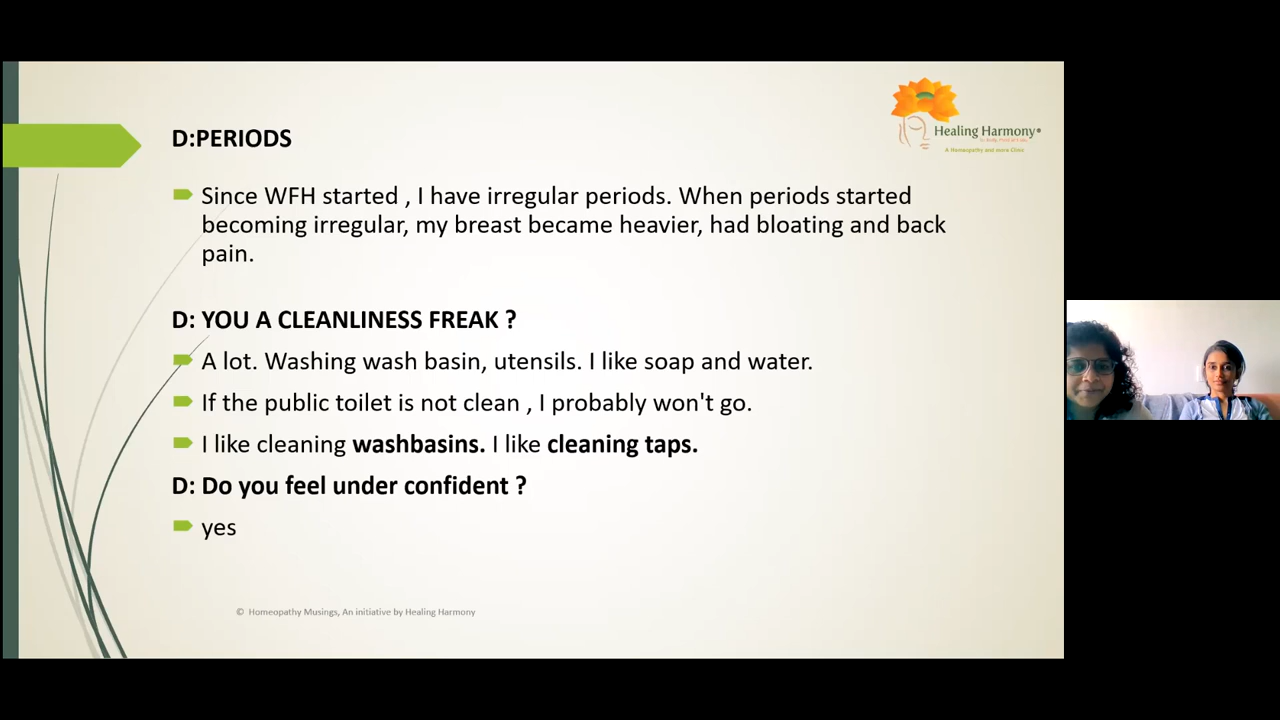 Healing Harmony®
A Homeopathy and more Clinic
D:PERIODS
Since WFH started , I have irregular periods. When periods started
becoming irregular, my breast became heavier, had bloating and back
pain.
D: YOU A CLEANLINESS FREAK ?
A lot. Washing wash basin, utensils. I like soap and water.
If the public toilet is not clean , I probably won't go.
I like cleaning washbasins. I like cleaning taps.
D: Do you feel under confident ?
yes
© Homeopathy Musings, An initiative by Healing Harmony